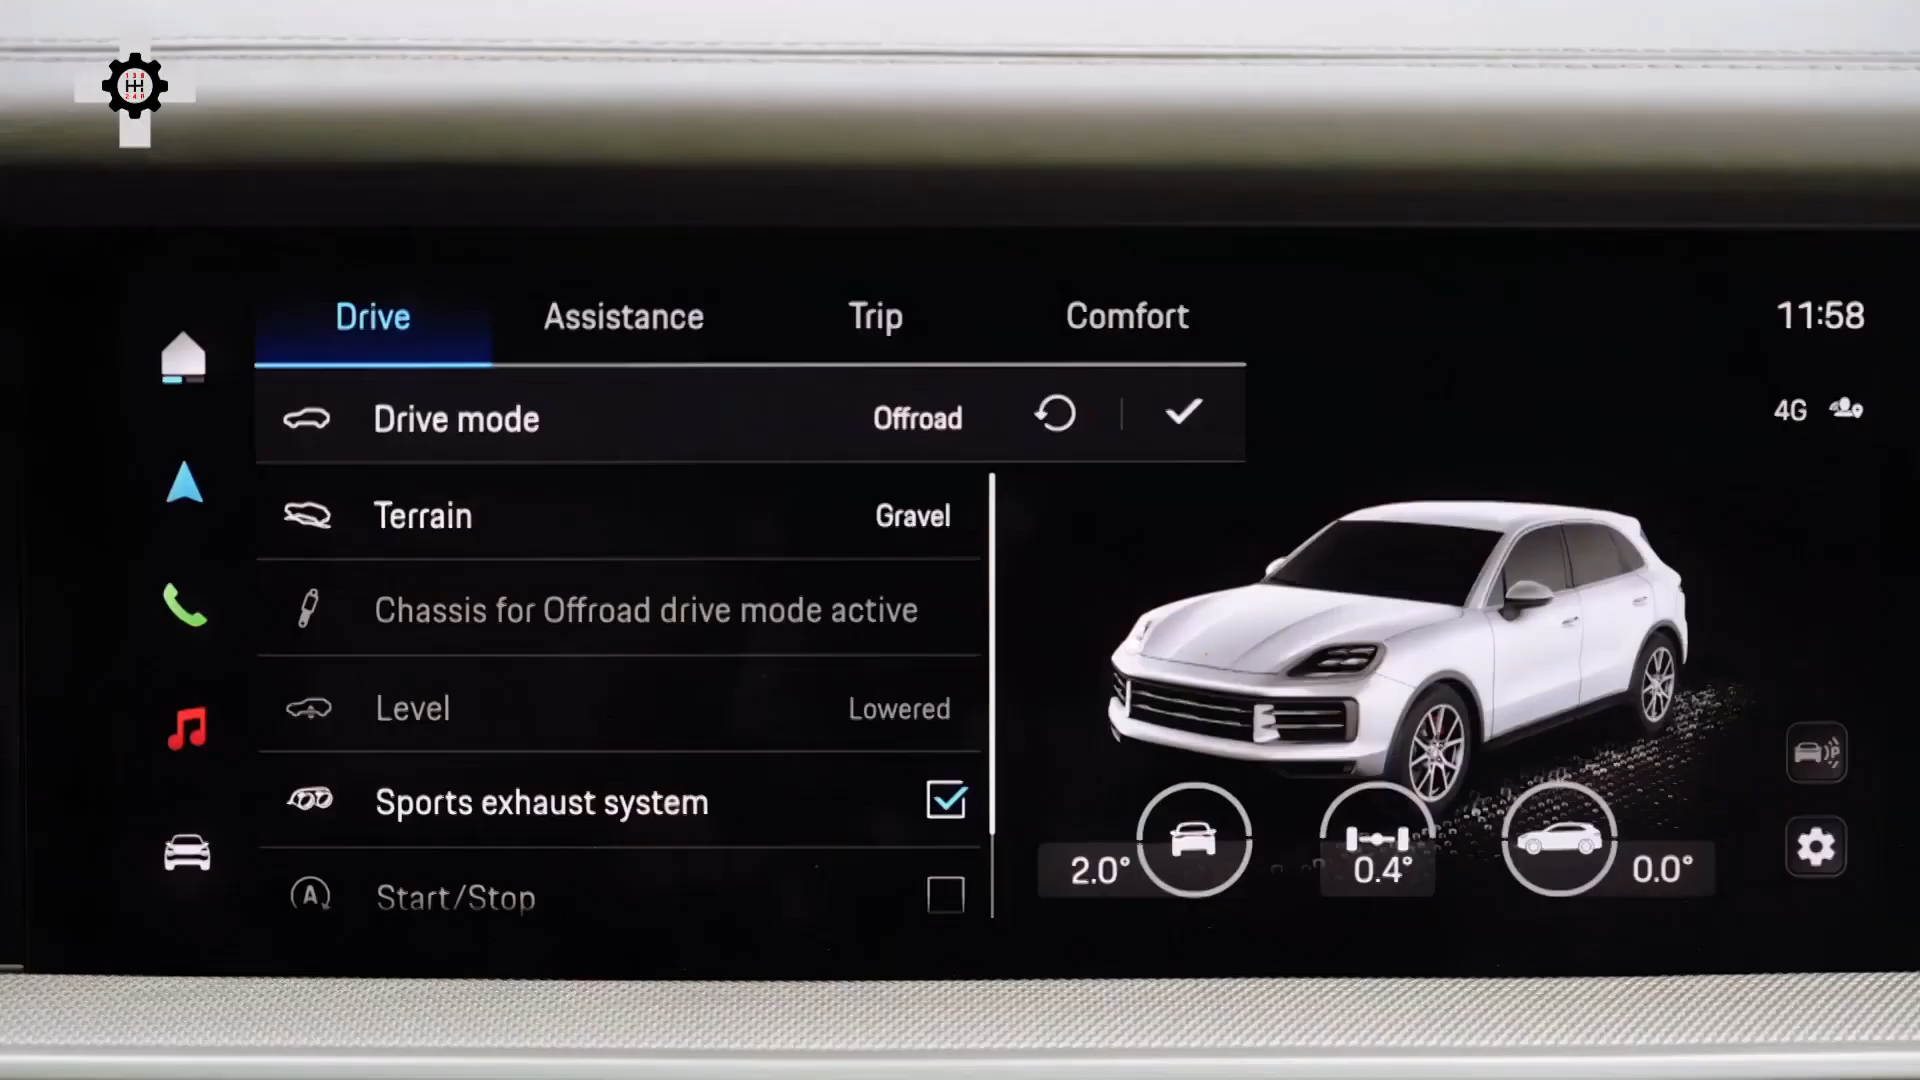 Drive Assistance Trip Comfort 11:58
Drive mode Offroad 4G
Terrain Gravel
Chassis for Offroad drive mode active
Level Lowered
Sports exhaust system
Start/Stop
2.0° 0.4° 0.0°